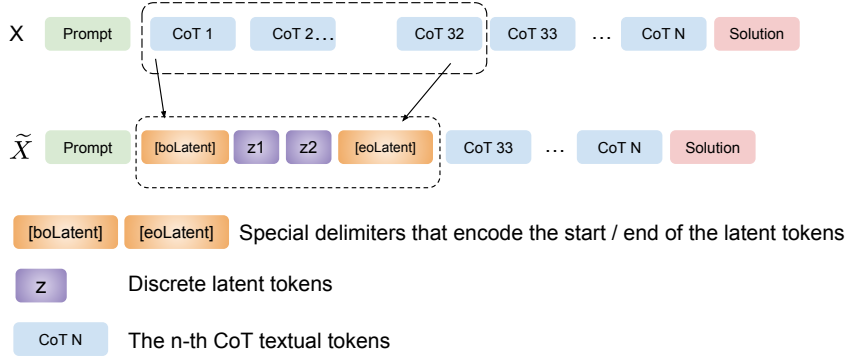 X Prompt CoT 1 CoT 2... CoT 32 CoT 33 ... CoT N Solution
X̃ Prompt [boLatent] z1 z2 [eoLatent] CoT 33 ... CoT N Solution
[boLatent] [eoLatent] Special delimiters that encode the start / end of the latent tokens
z Discrete latent tokens
CoT N The n-th CoT textual tokens